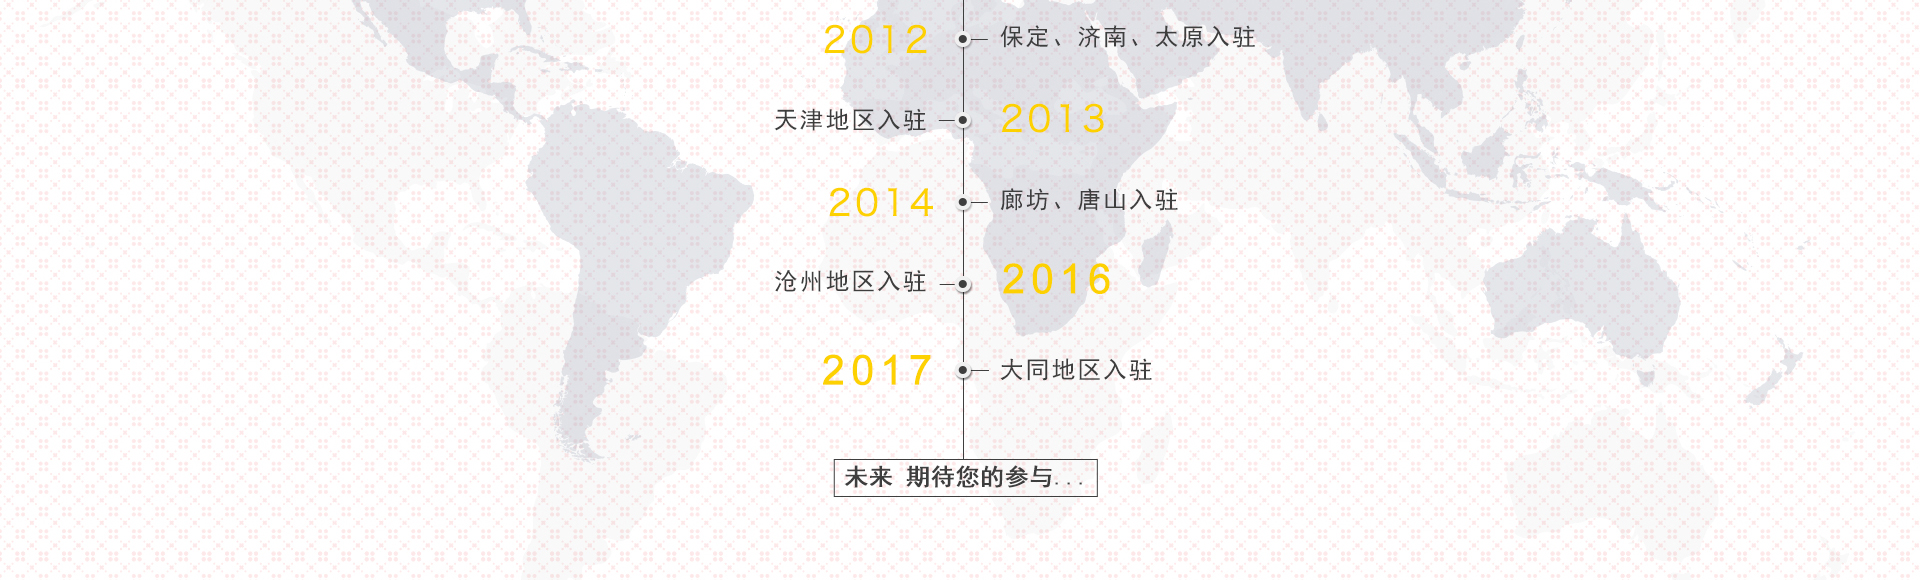 2012 保定、济南、太原入驻
天津地区入驻 2013
2014 廊坊、唐山入驻
沧州地区入驻 2016
2017 大同地区入驻
未来 期待您的参与...